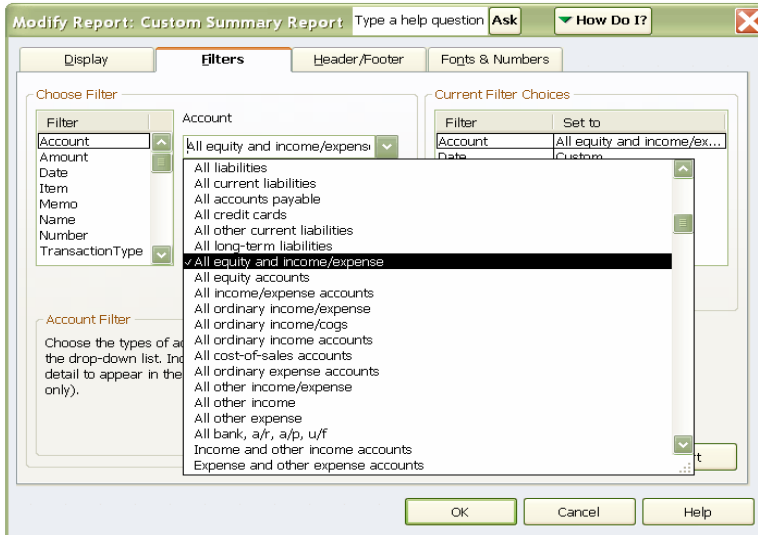 Modify Report: Custom Summary Report Type a help question Ask How Do I?
Display Filters Header/Footer Fonts & Numbers
Choose Filter
Filter
Account
Amount
Date
Item
Memo
Name
Number
TransactionType
Account
All equity and income/expens
All liabilities
All current liabilities
All accounts payable
All credit cards
All other current liabilities
All long-term liabilities
All equity and income/expense
All equity accounts
All income/expense accounts
All ordinary income/expense
All ordinary income/cogs
All ordinary income accounts
All cost-of-sales accounts
All ordinary expense accounts
All other income/expense
All other income
All other expense
All bank, a/r, a/p, u/f
Income and other income accounts
Expense and other expense accounts
Current Filter Choices
Filter Set to
Account All equity and income/ex...
Date Custom
Account Filter
Choose the types of a
the drop-down list. In
detail to appear in the
only).
t
OK Cancel Help